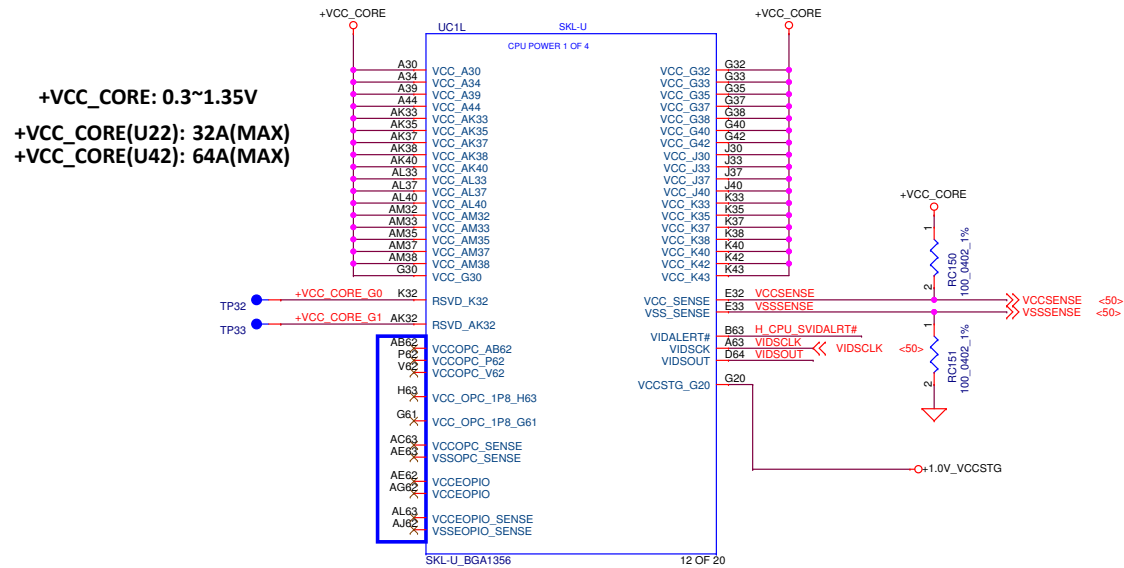 +VCC_CORE
+VCC_CORE
UC1L
SKL-U
CPU POWER 1 OF 4
+VCC_CORE: 0.3~1.35V
+VCC_CORE(U22): 32A(MAX)
+VCC_CORE(U42): 64A(MAX)
A30 VCC_A30 VCC_G32 G32
A34 VCC_A34 VCC_G33 G33
A39 VCC_A39 VCC_G35 G35
A44 VCC_A44 VCC_G37 G37
AK33 VCC_AK33 VCC_G38 G38
AK35 VCC_AK35 VCC_G40 G40
AK37 VCC_AK37 VCC_G42 G42
AK38 VCC_AK38 VCC_J30 J30
AK40 VCC_AK40 VCC_J33 J33
AL33 VCC_AL33 VCC_J37 J37
AL37 VCC_AL37 VCC_J40 J40
AL40 VCC_AL40 VCC_K33 K33
AM32 VCC_AM32 VCC_K35 K35
AM33 VCC_AM33 VCC_K37 K37
AM35 VCC_AM35 VCC_K38 K38
AM37 VCC_AM37 VCC_K40 K40
AM38 VCC_AM38 VCC_K42 K42
G30 VCC_G30 VCC_K43 K43
+VCC_CORE
1
RC150
100_0402_1%
2
TP32 +VCC_CORE_G0 K32 RSVD_K32 VCC_SENSE E32 VCCSENSE VCCSENSE <50>
VSS_SENSE E33 VSSSENSE VSSSENSE <50>
TP33 +VCC_CORE_G1 AK32 RSVD_AK32
VIDALERT# B63 H_CPU_SVIDALRT#
AB62 VCCOPC_AB62 VIDSCK A63 VIDSCLK VIDSCLK <50>
P62 VCCOPC_P62 VIDSOUT D64 VIDSOUT
V62 VCCOPC_V62
1
RC151
100_0402_1%
2
VCCSTG_G20 G20
H63 VCC_OPC_1P8_H63
G61 VCC_OPC_1P8_G61
AC63 VCCOPC_SENSE
AE63 VSSOPC_SENSE
+1.0V_VCCSTG
AE62 VCCEOPIO
AG62 VCCEOPIO
AL63 VCCEOPIO_SENSE
AJ62 VSSEOPIO_SENSE
SKL-U_BGA1356
12 OF 20